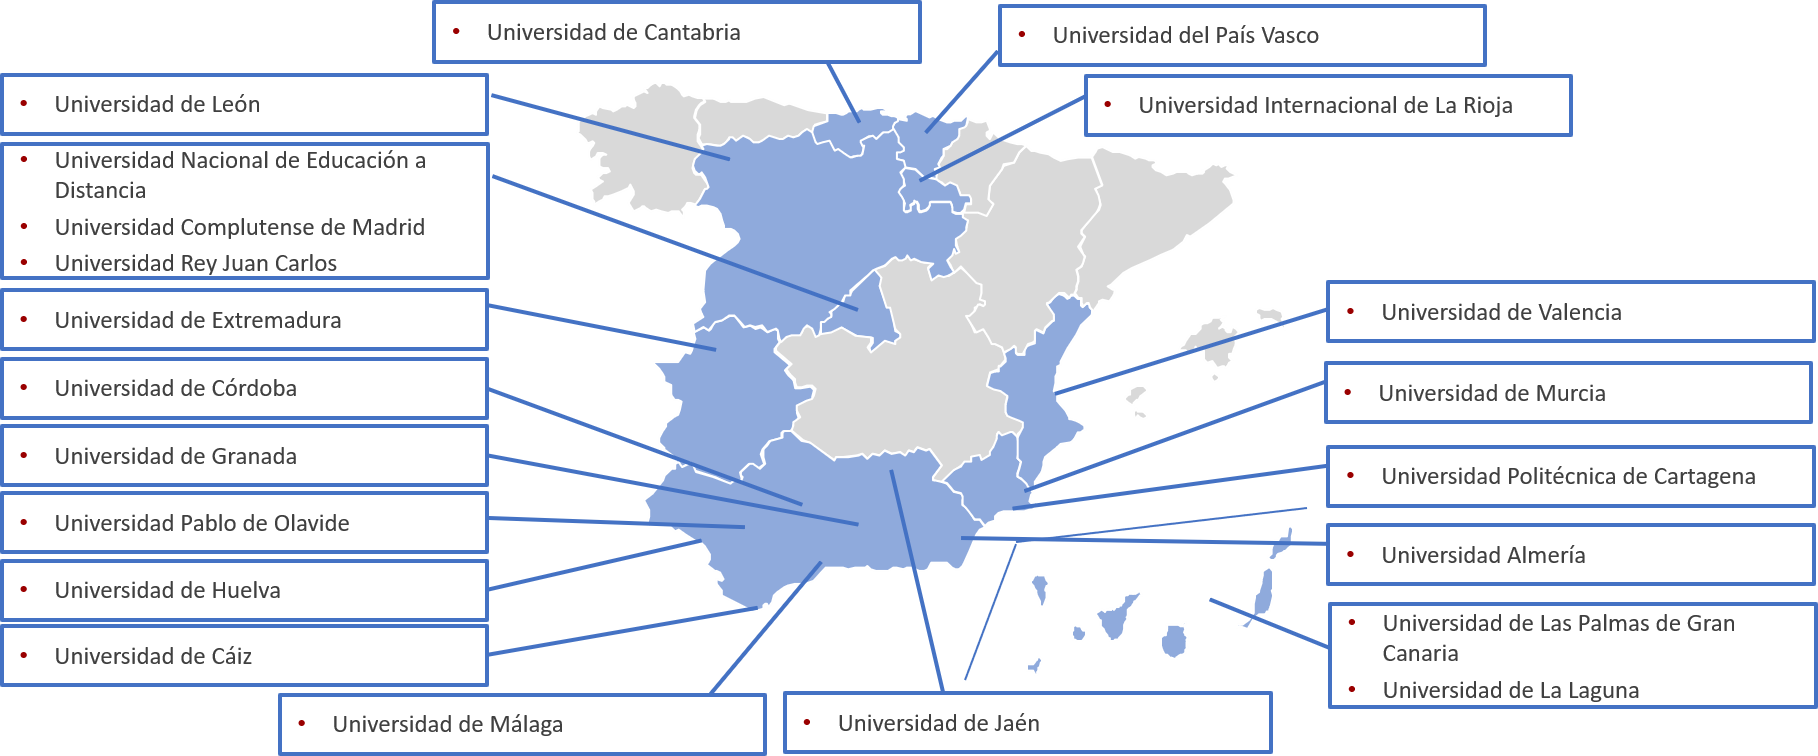 • Universidad de Cantabria
• Universidad del País Vasco
• Universidad de León
• Universidad Internacional de La Rioja
• Universidad Nacional de Educación a
Distancia
• Universidad Complutense de Madrid
• Universidad Rey Juan Carlos
• Universidad de Extremadura
• Universidad de Valencia
• Universidad de Córdoba
• Universidad de Murcia
• Universidad de Granada
• Universidad Politécnica de Cartagena
• Universidad Pablo de Olavide
• Universidad Almería
• Universidad de Huelva
• Universidad de Las Palmas de Gran
Canaria
• Universidad de La Laguna
• Universidad de Cáiz
• Universidad de Málaga
• Universidad de Jaén